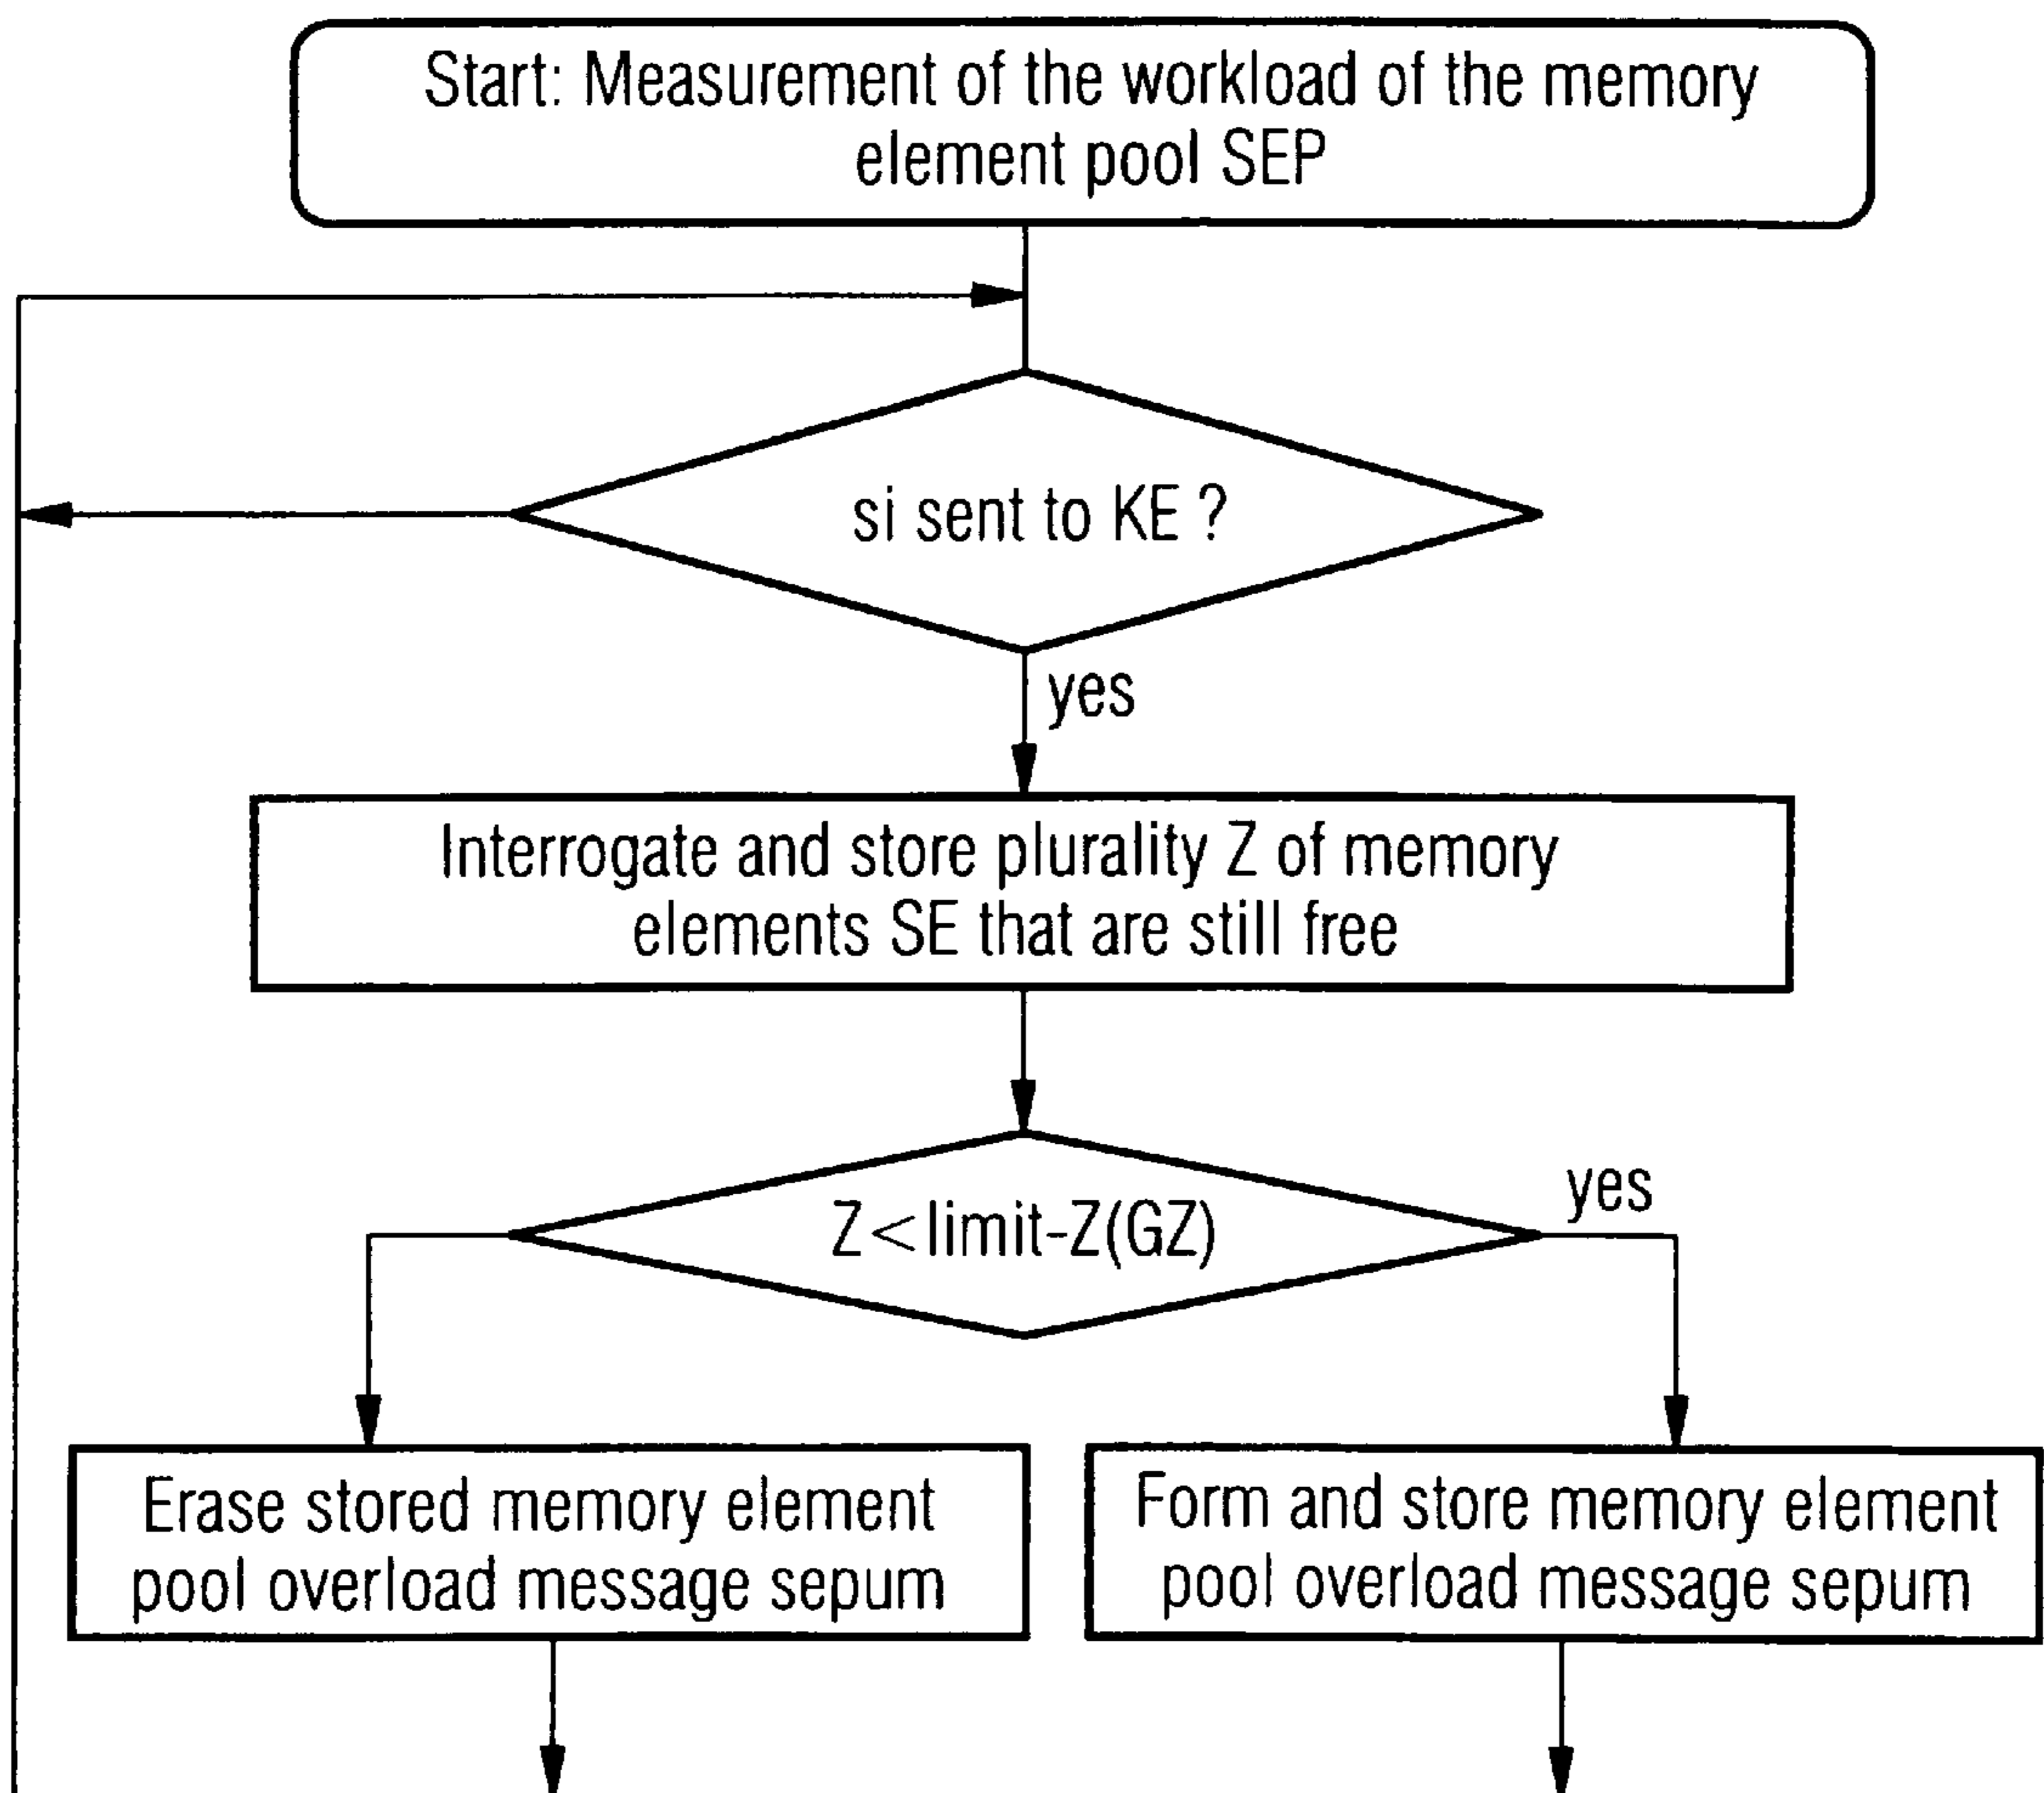 Start: Measurement of the workload of the memory
element pool SEP
si sent to KE ?
yes
Interrogate and store plurality Z of memory
elements SE that are still free
Z<limit-Z(GZ)
yes
Erase stored memory element
pool overload message sepum
Form and store memory element
pool overload message sepum